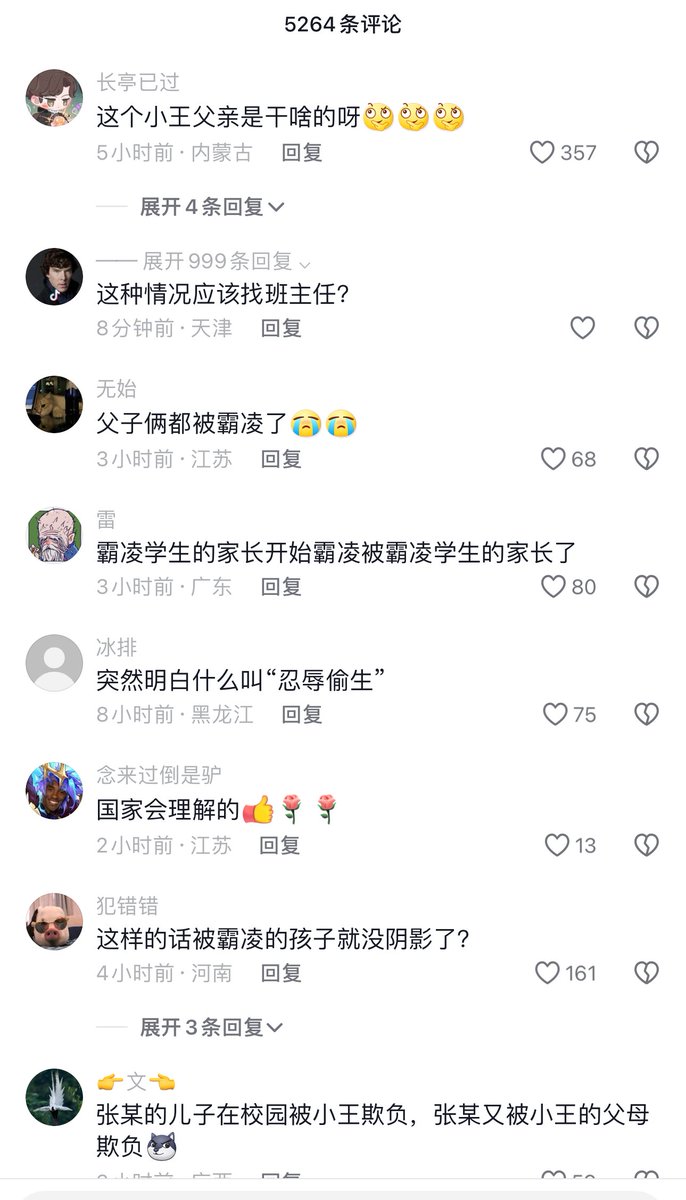 5264条评论
长亭已过
这个小王父亲是干啥的呀
5小时前·内蒙古 回复 357
展开4条回复
—— 展开999条回复
这种情况应该找班主任?
8分钟前·天津 回复
无始
父子俩都被霸凌了😭😭
3小时前·江苏 回复 68
雷
霸凌学生的家长开始霸凌被霸凌学生的家长了
3小时前·广东 回复 80
冰排
突然明白什么叫“忍辱偷生”
8小时前·黑龙江 回复 75
念来过倒是驴
国家会理解的👍🌹🌹
2小时前·江苏 回复 13
犯错错
这样的话被霸凌的孩子就没阴影了?
4小时前·河南 回复 161
展开3条回复
👉文👈
张某的儿子在校园被小王欺负，张某又被小王的父母
欺负